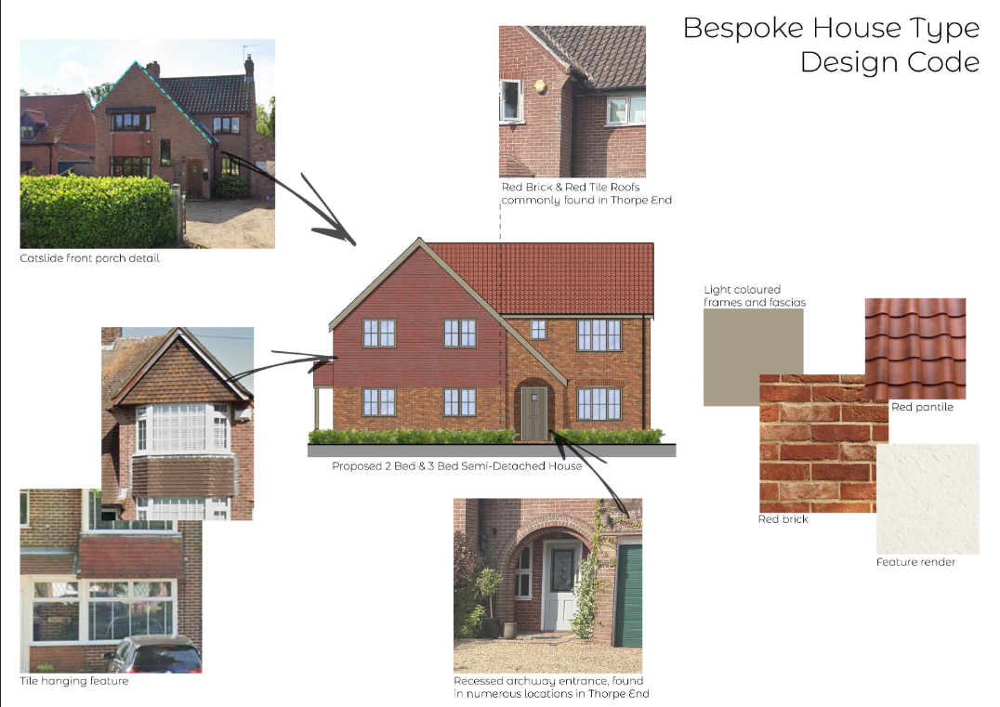 Bespoke House Type
Design Code
Catslide front porch detail
Red Brick & Red Tile Roofs
commonly found in Thorpe End
Light coloured
frames and fascias
Red pantile
Proposed 2 Bed & 3 Bed Semi-Detached House
Red brick
Feature render
Tile hanging feature
Recessed archway entrance, found
in numerous locations in Thorpe End